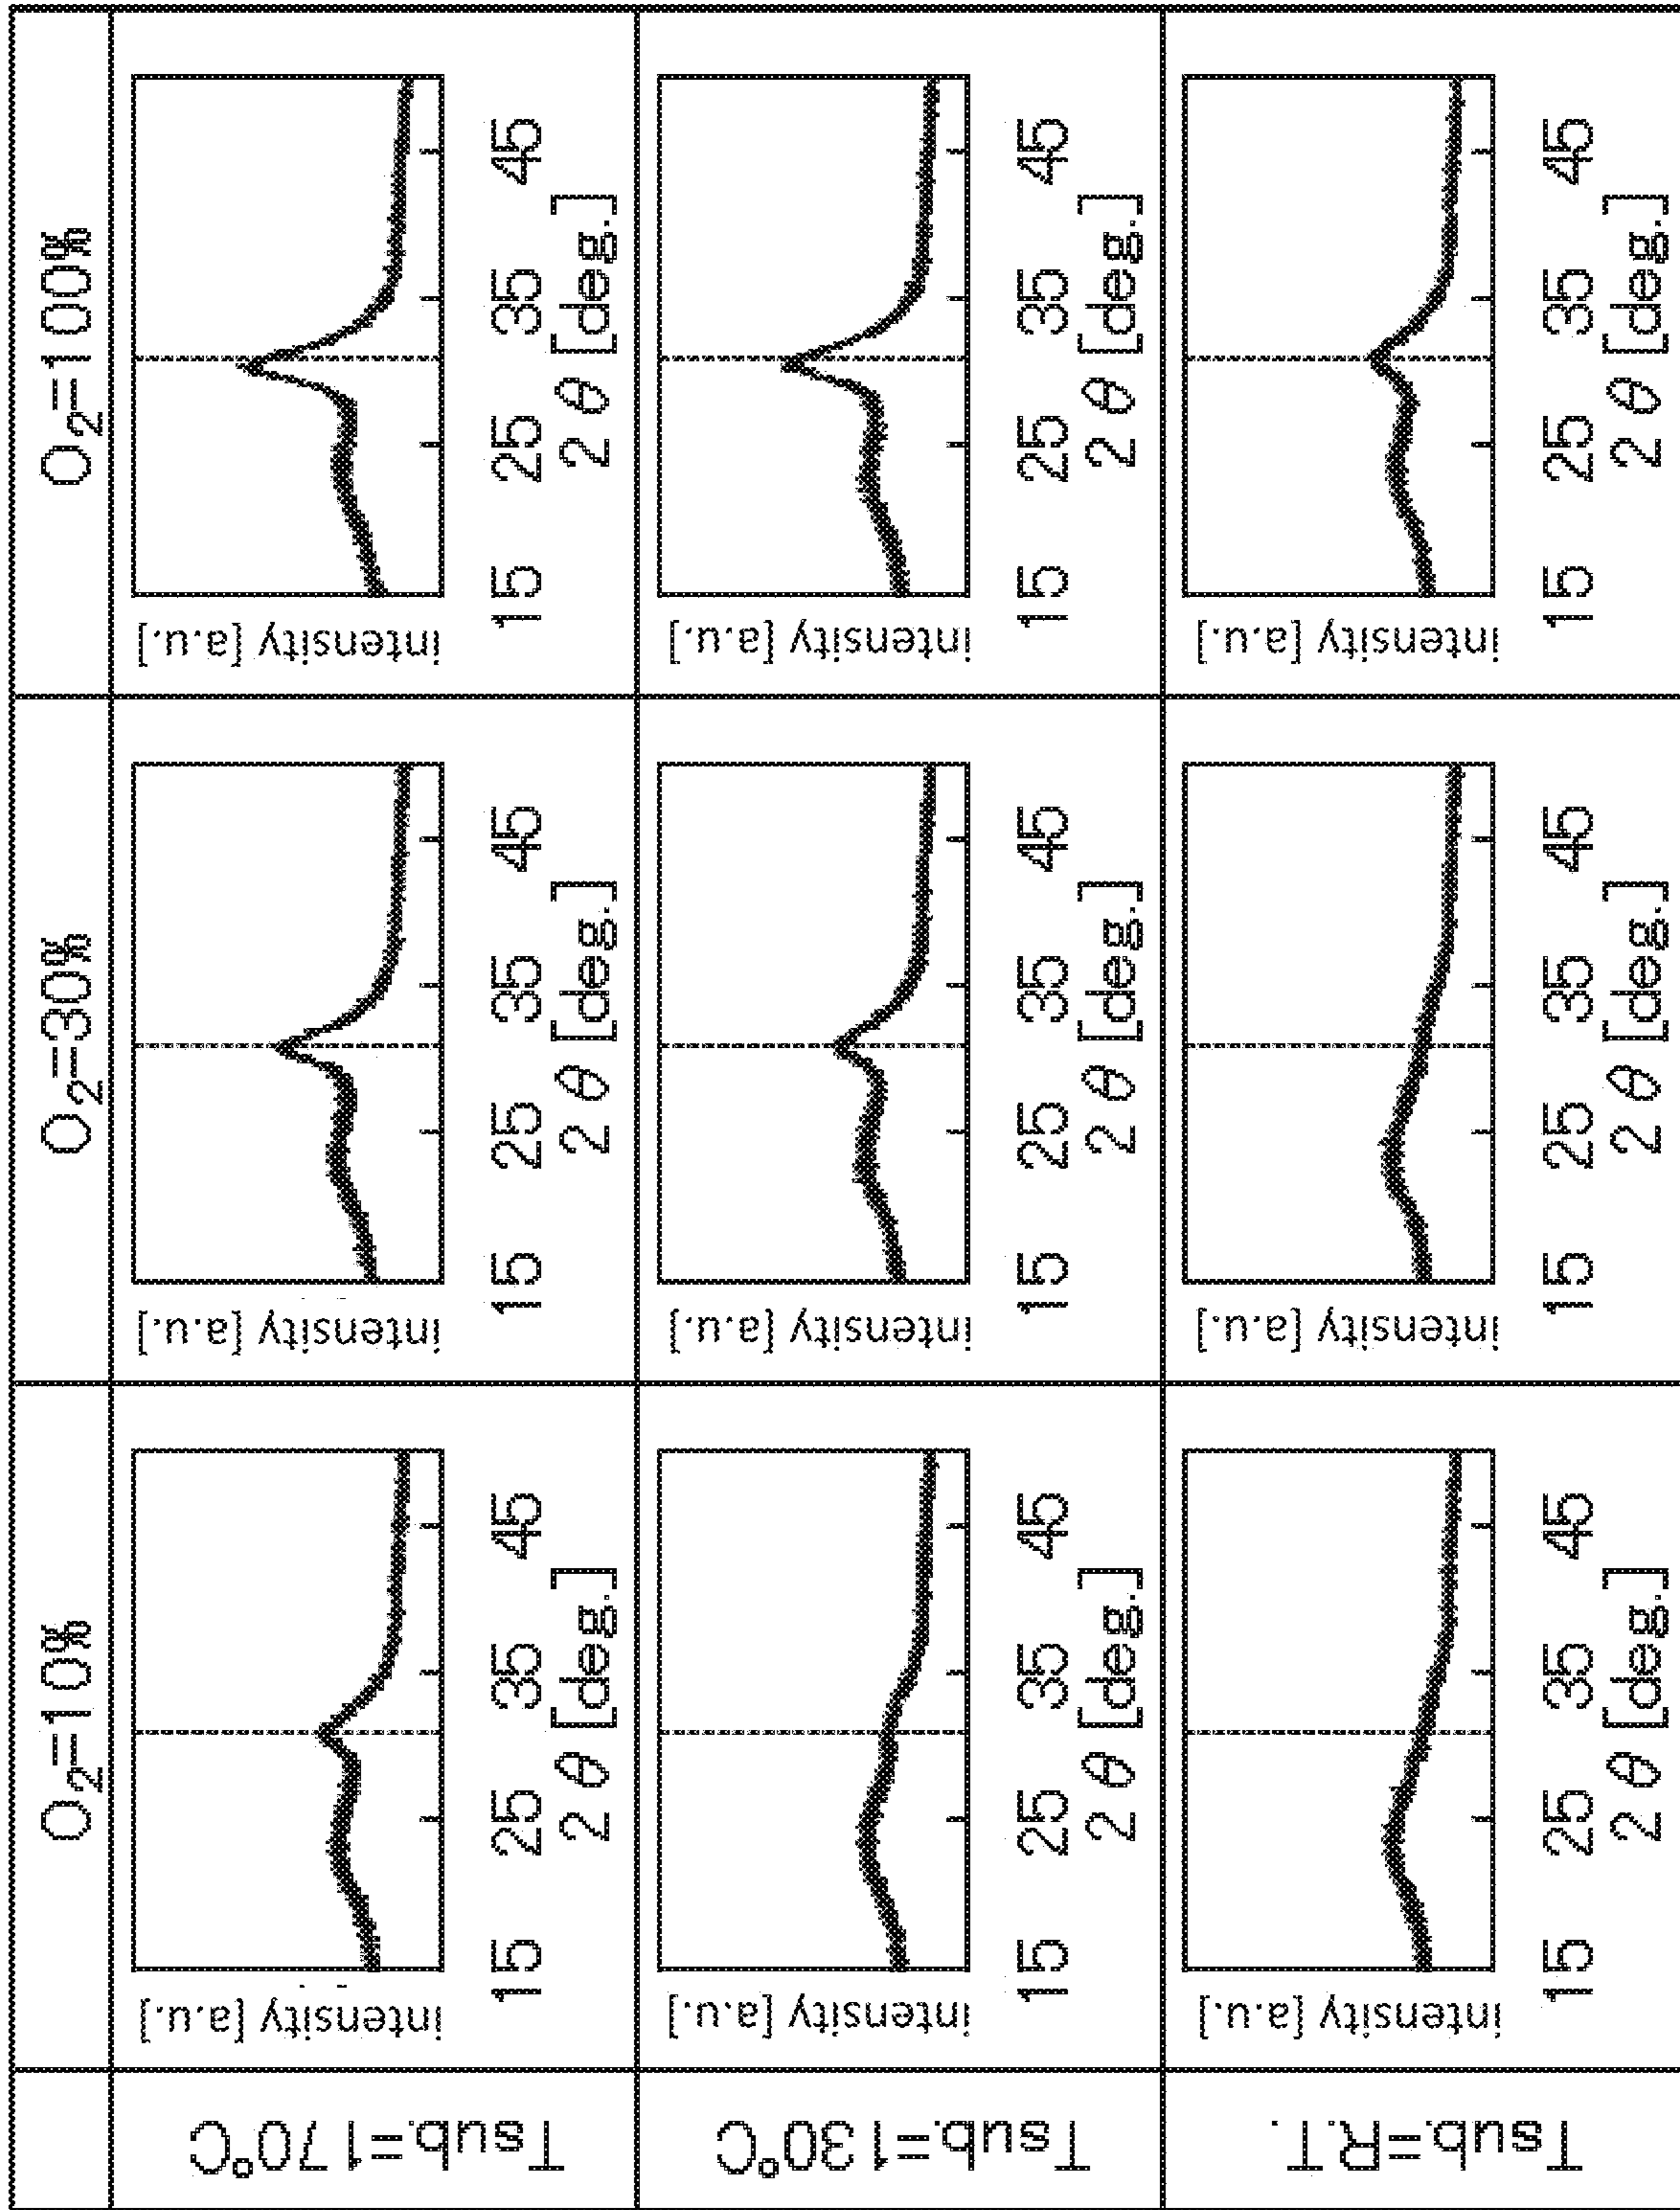 O2=10%
O2=30%
O2=100%
Tsub.=170°C
intensity [a.u.]
15 25 35 45
2θ [deg.]
intensity [a.u.]
15 25 35 45
2θ [deg.]
intensity [a.u.]
15 25 35 45
2θ [deg.]
Tsub.=130°C
intensity [a.u.]
15 25 35 45
2θ [deg.]
intensity [a.u.]
15 25 35 45
2θ [deg.]
intensity [a.u.]
15 25 35 45
2θ [deg.]
Tsub.=R.T.
intensity [a.u.]
15 25 35 45
2θ [deg.]
intensity [a.u.]
15 25 35 45
2θ [deg.]
intensity [a.u.]
15 25 35 45
2θ [deg.]